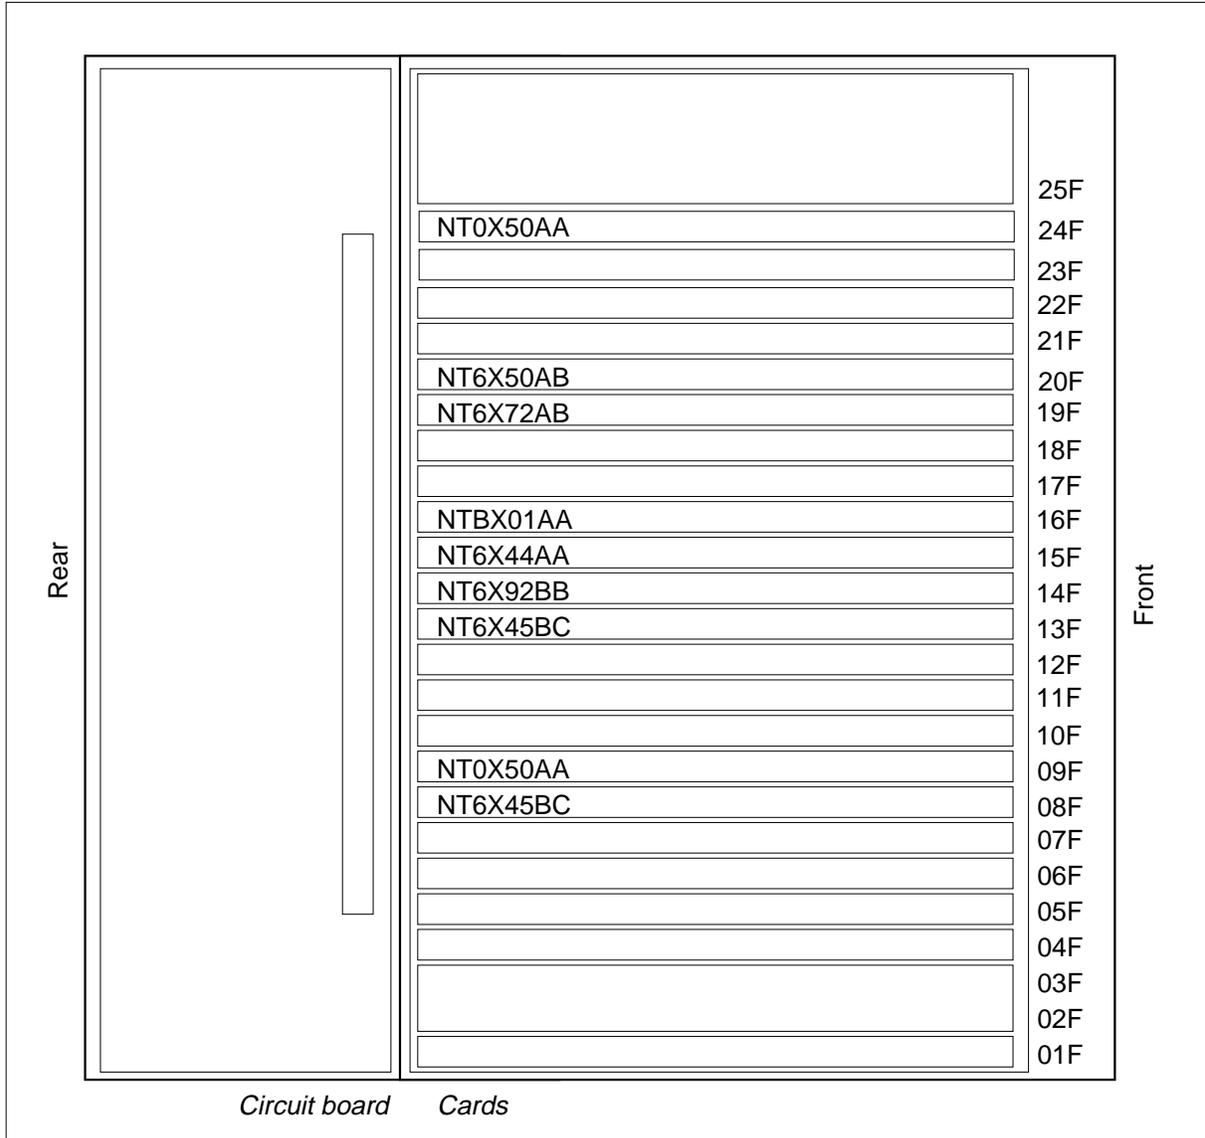 25F
NT0X50AA 24F
23F
22F
21F
NT6X50AB 20F
NT6X72AB 19F
18F
17F
NTBX01AA 16F
NT6X44AA 15F
Rear
NT6X92BB 14F
Front
NT6X45BC 13F
12F
11F
10F
NT0X50AA 09F
NT6X45BC 08F
07F
06F
05F
04F
03F
02F
01F
Circuit board Cards